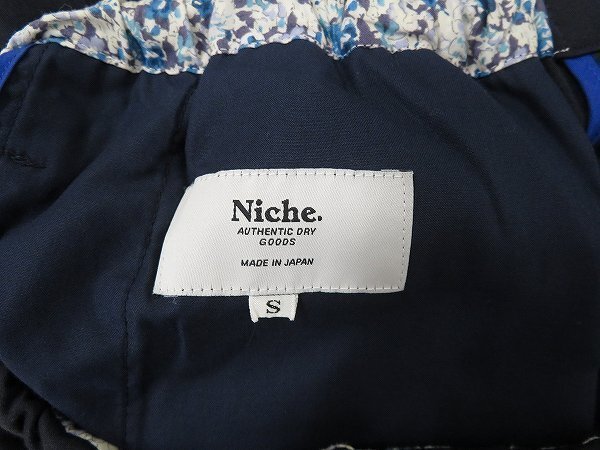 Niche.
AUTHENTIC DRY
GOODS
MADE IN JAPAN
S